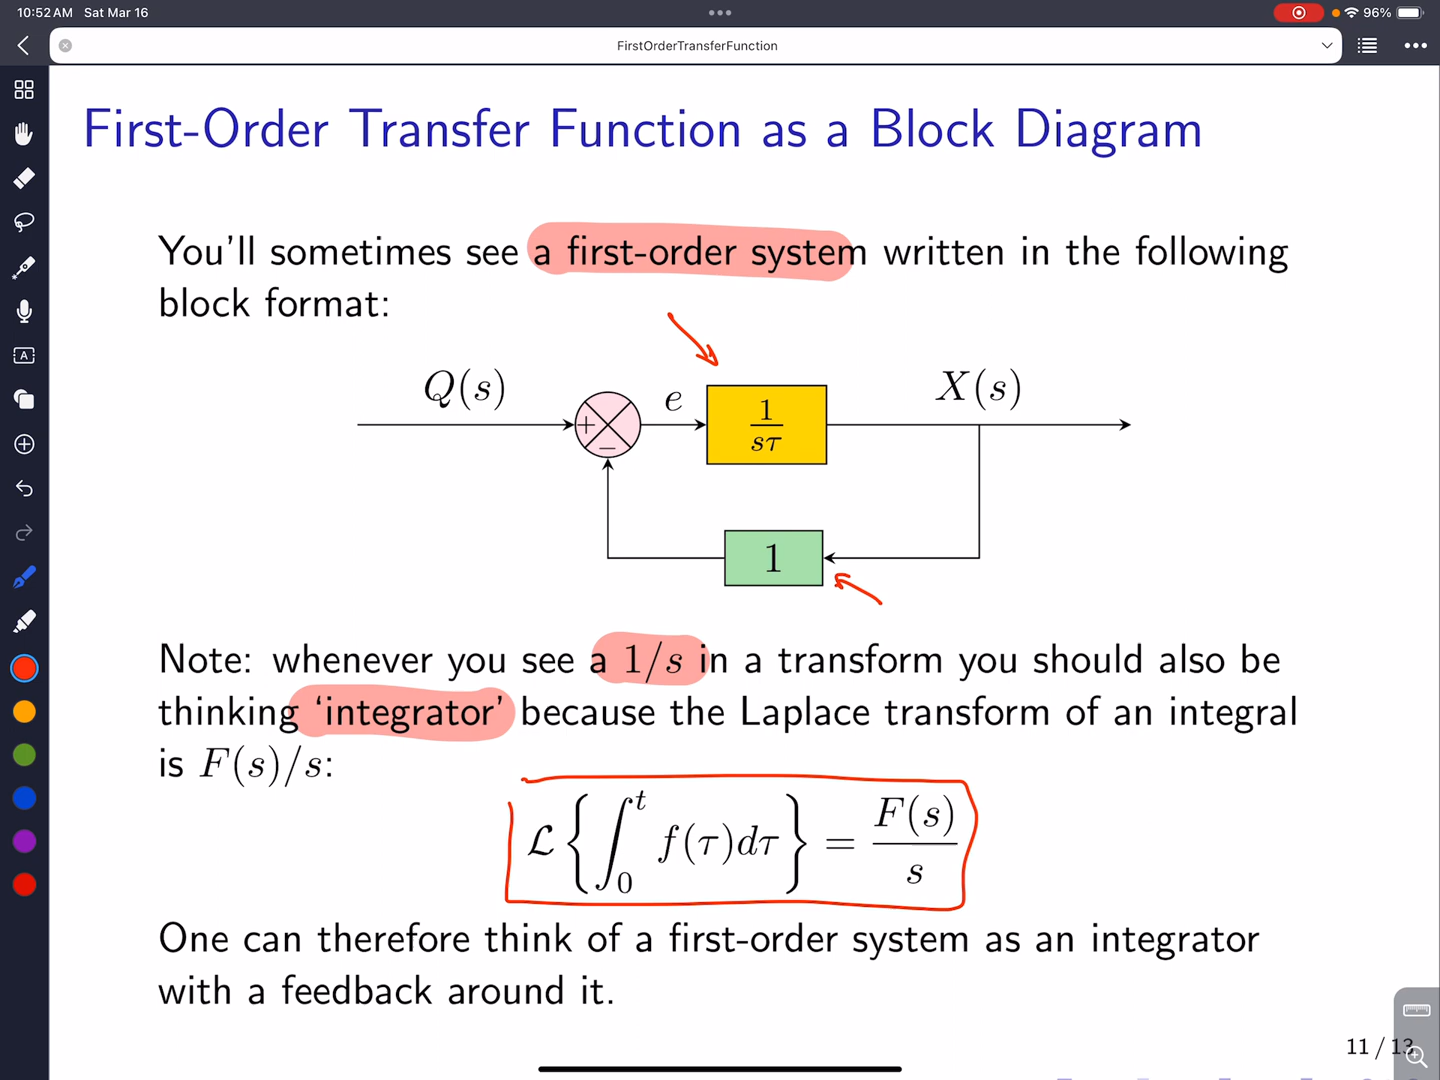 10:52 AM Sat Mar 16
96%
FirstOrderTransferFunction
First-Order Transfer Function as a Block Diagram
You'll sometimes see a first-order system written in the following
block format:
Q(s)
+
−
e
1/(sτ)
X(s)
1
Note: whenever you see a 1/s in a transform you should also be
thinking ‘integrator’ because the Laplace transform of an integral
is F(s)/s:
ℒ{∫₀ᵗ f(τ)dτ} = F(s)/s
One can therefore think of a first-order system as an integrator
with a feedback around it.
11 / 13